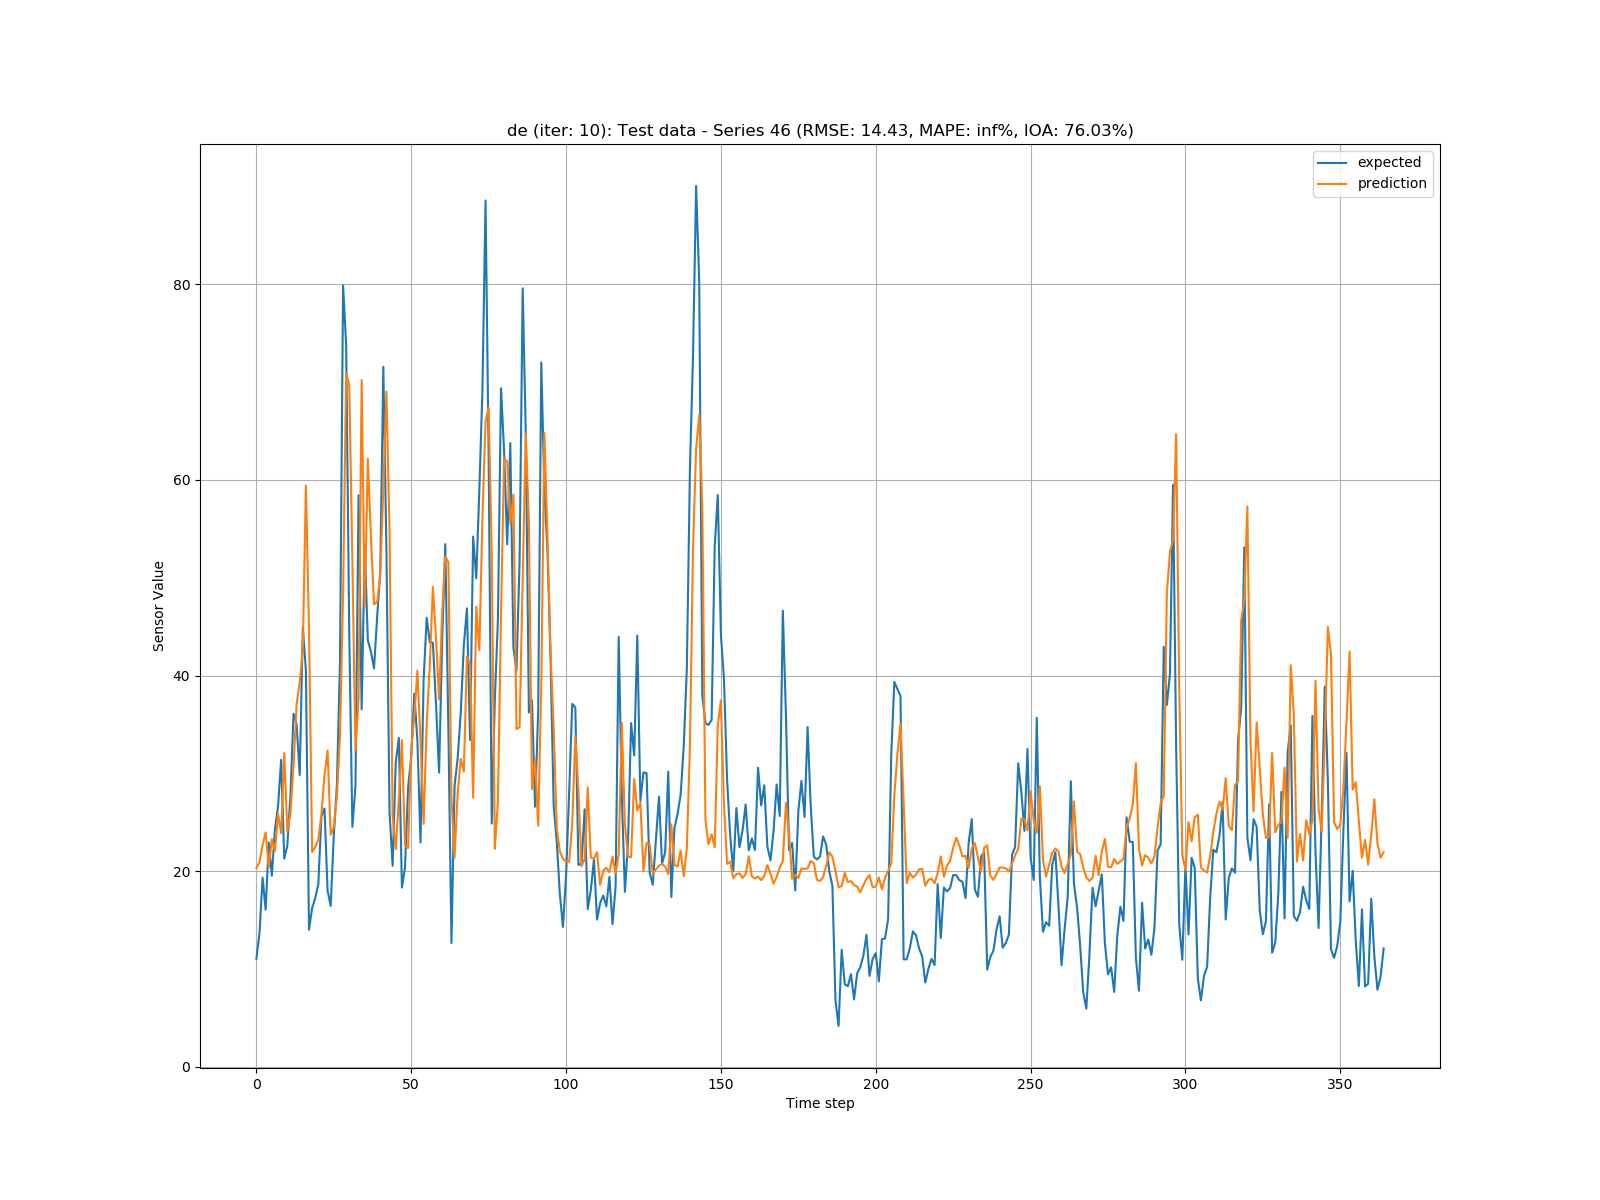 de (iter: 10): Test data - Series 46 (RMSE: 14.43, MAPE: inf%, IOA: 76.03%)
expected
prediction
80
60
40
20
0
Sensor Value
0 50 100 150 200 250 300 350
Time step